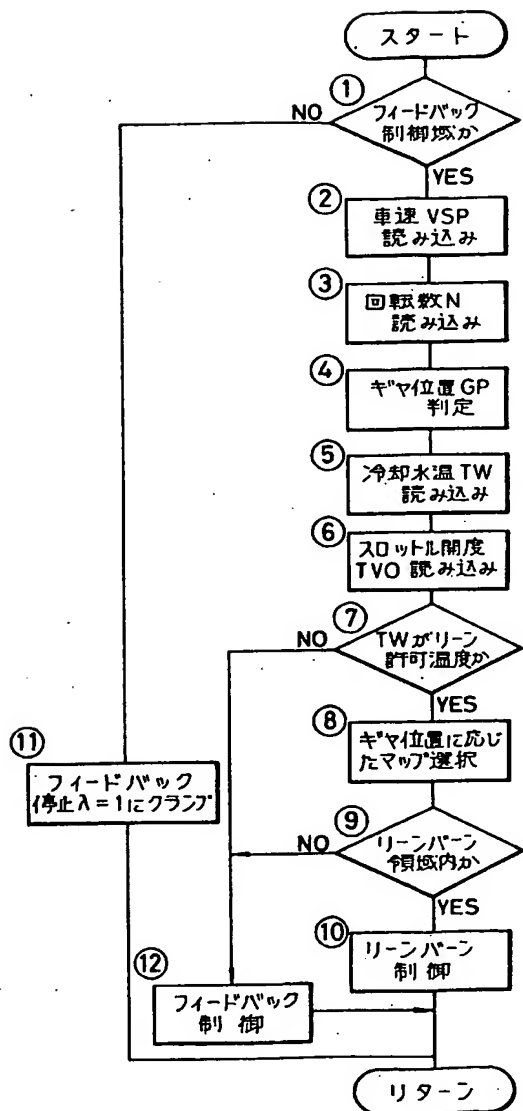 スタート
①
フィードバック
制御域か
NO
YES
②
車速 VSP
読み込み
③
回転数N
読み込み
④
ギヤ位置 GP
判定
⑤
冷却水温 TW
読み込み
⑥
スロットル開度
TVO 読み込み
⑦
NO
TWがリーン
許可温度か
YES
⑧
ギヤ位置に応じ
たマップ選択
⑨
NO
リーンバーン
領域内か
YES
⑩
リーンバーン
制御
⑪
フィードバック
停止λ=1にクランプ
⑫
フィードバック
制御
リターン